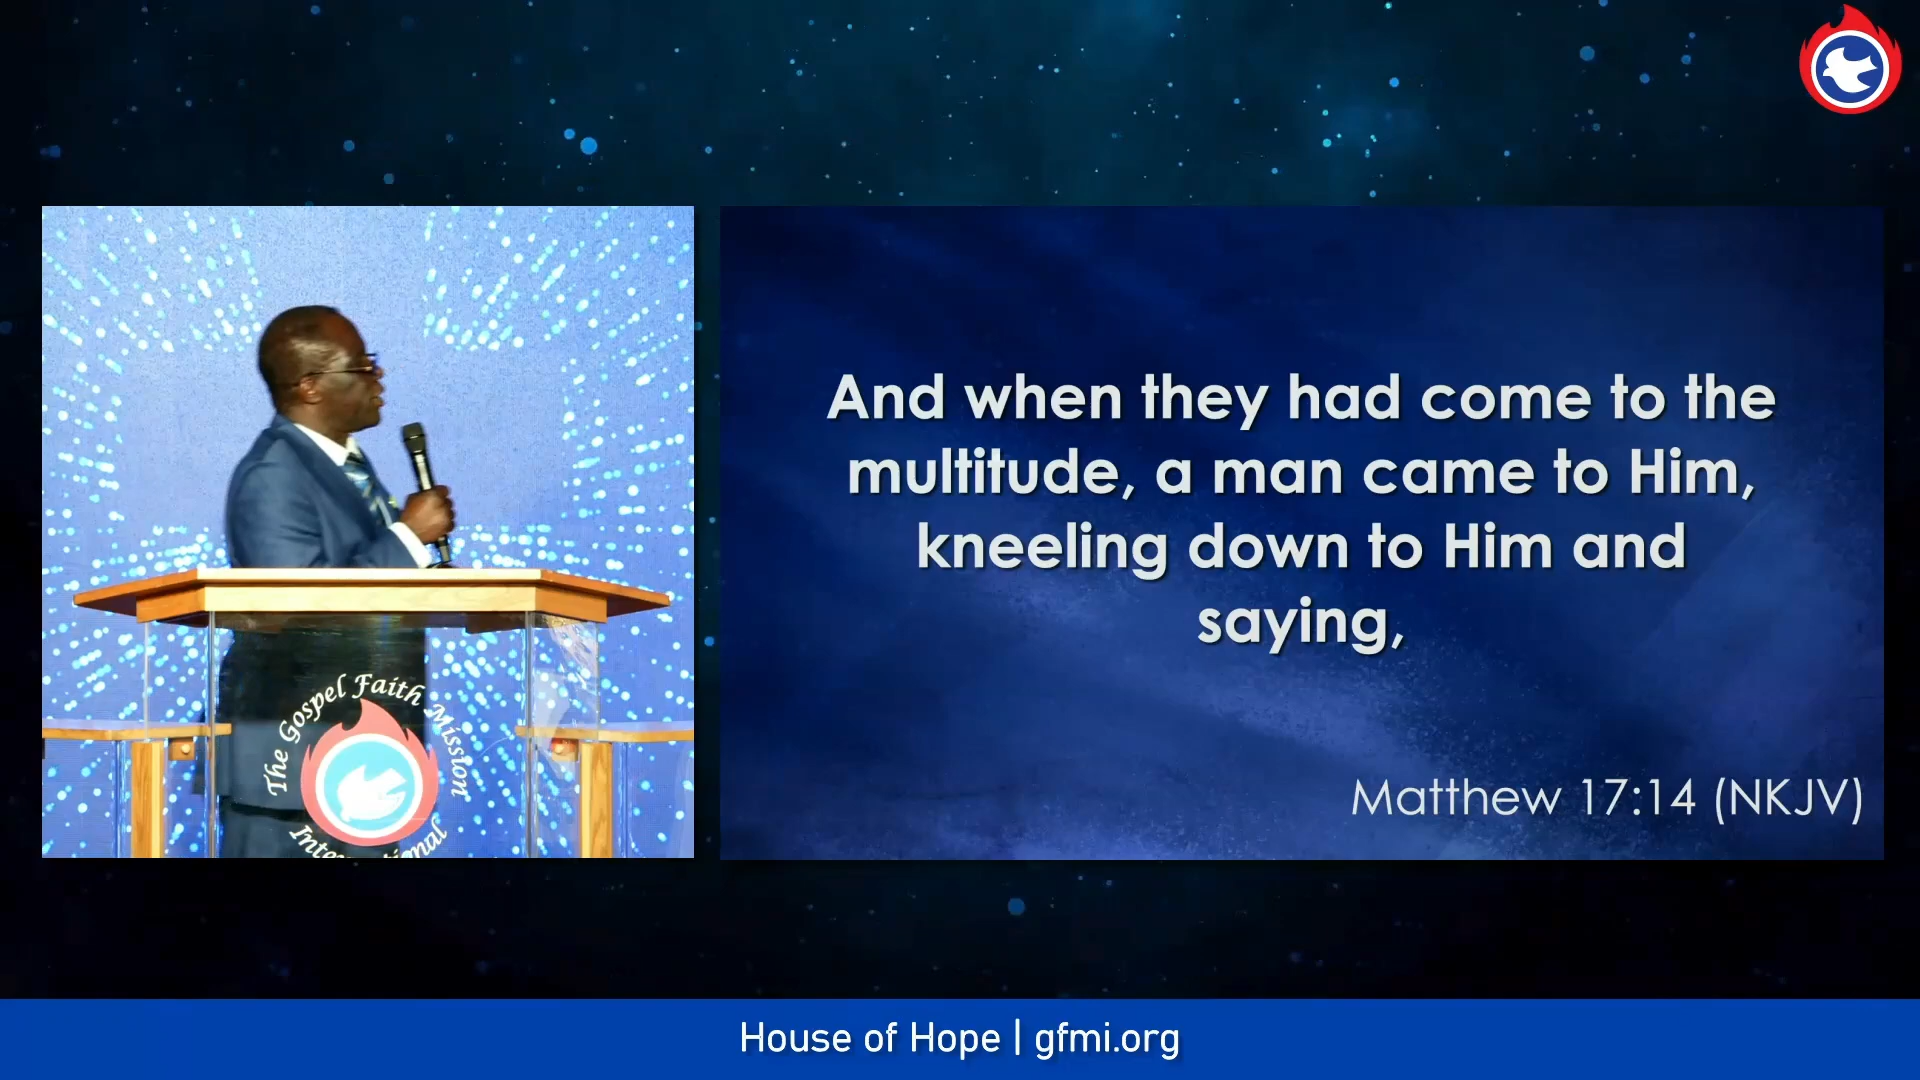 The Gospel Faith Mission
International
And when they had come to the
multitude, a man came to Him,
kneeling down to Him and
saying,
Matthew 17:14 (NKJV)
House of Hope | gfmi.org